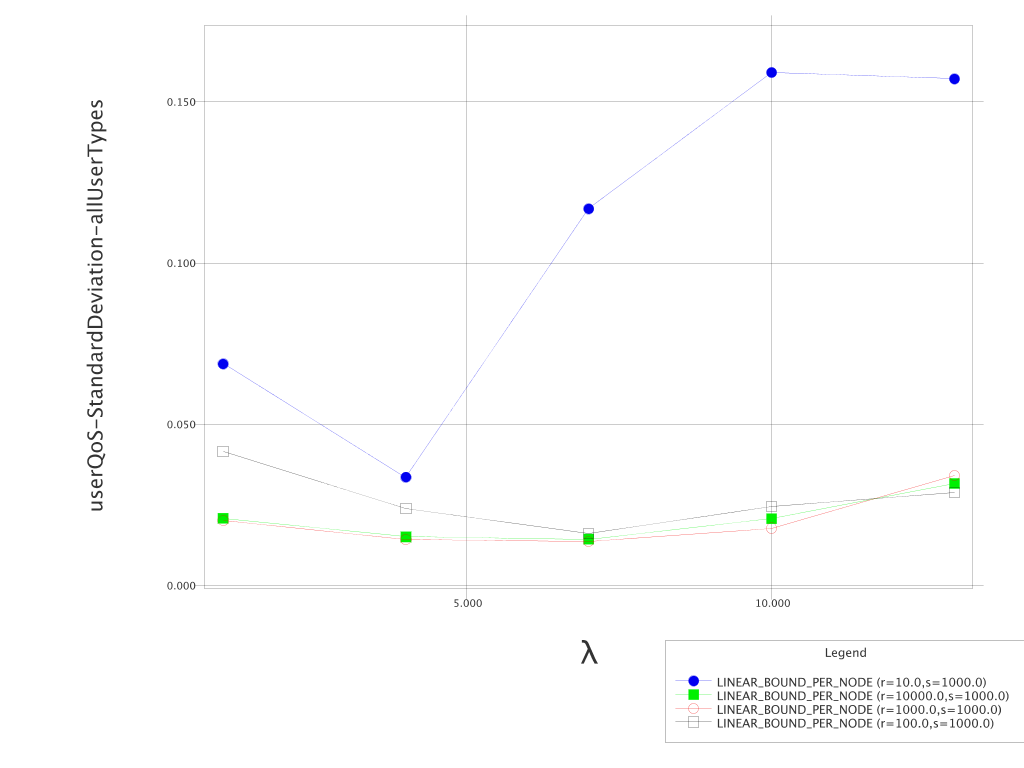 userQoS-StandardDeviation-allUserTypes
0.150
0.100
0.050
0.000
5.000 10.000
λ
Legend
LINEAR_BOUND_PER_NODE (r=10.0,s=1000.0)
LINEAR_BOUND_PER_NODE (r=10000.0,s=1000.0)
LINEAR_BOUND_PER_NODE (r=1000.0,s=1000.0)
LINEAR_BOUND_PER_NODE (r=100.0,s=1000.0)